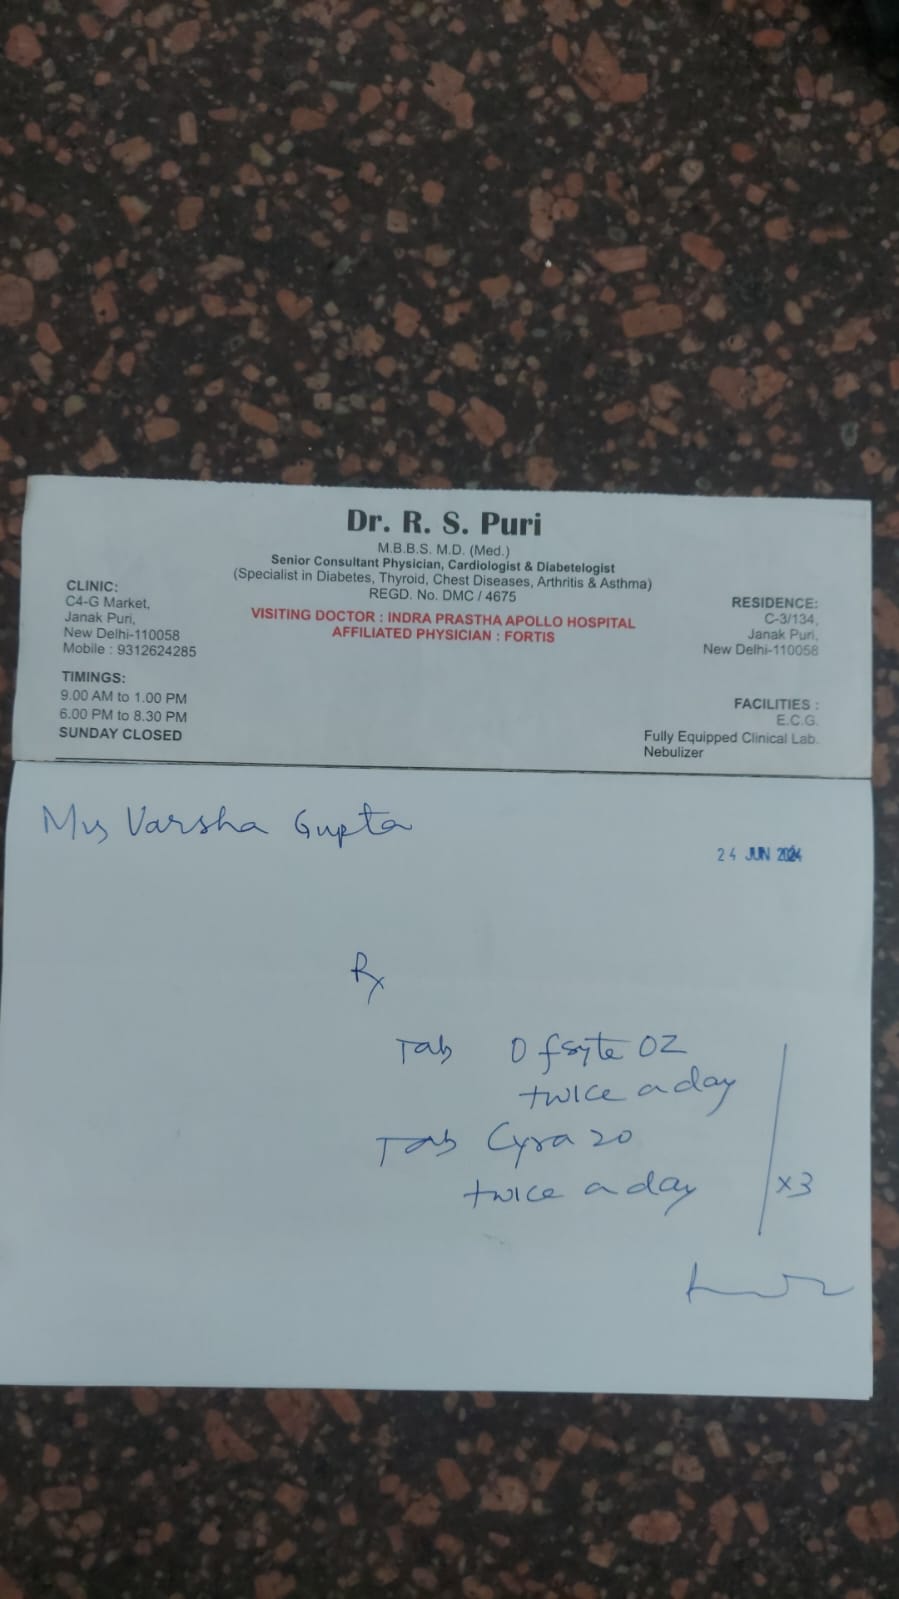 Dr. R. S. Puri
M.B.B.S. M.D. (Med.)
Senior Consultant Physician, Cardiologist & Diabetelogist
(Specialist in Diabetes, Thyroid, Chest Diseases, Arthritis & Asthma)
REGD. No. DMC / 4675
VISITING DOCTOR : INDRA PRASTHA APOLLO HOSPITAL
AFFILIATED PHYSICIAN : FORTIS
CLINIC:
C4-G Market,
Janak Puri,
New Delhi-110058
Mobile : 9312624285
TIMINGS:
9.00 AM to 1.00 PM
6.00 PM to 8.30 PM
SUNDAY CLOSED
RESIDENCE:
C-3/134,
Janak Puri,
New Delhi-110058
FACILITIES :
E.C.G.
Fully Equipped Clinical Lab.
Nebulizer
Mrs Varsha Gupta
24 JUN 2024
Rx
Tab Ofsyte OZ
twice a day
Tab Cyra 20
twice a day
x3